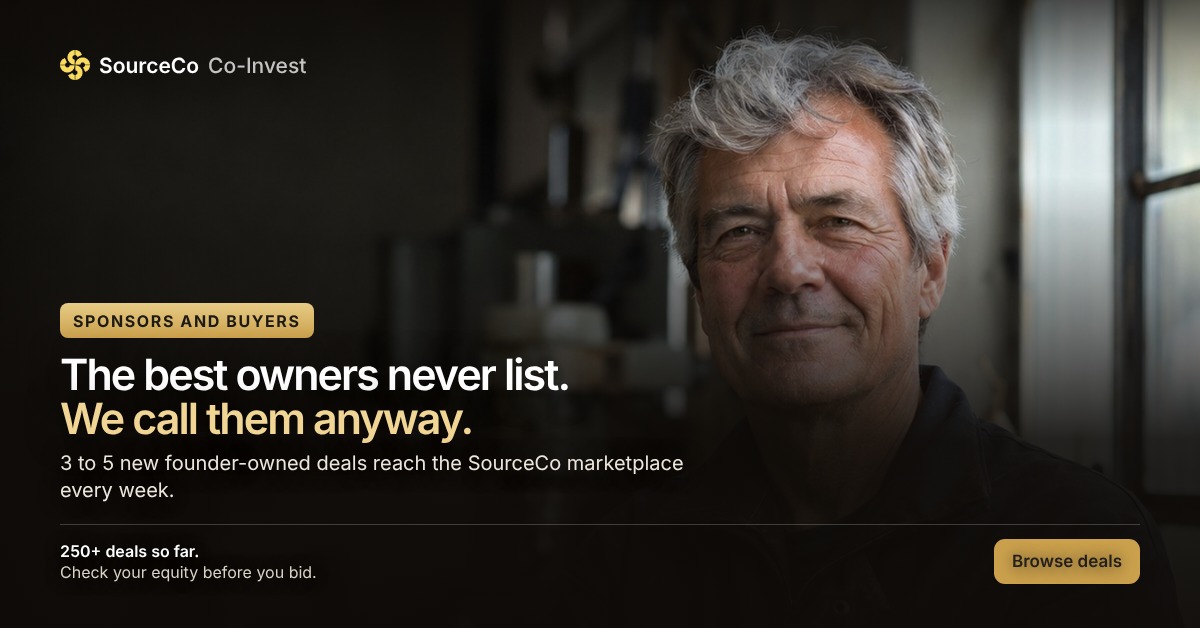 SourceCo Co-Invest
SPONSORS AND BUYERS
The best owners never list.
We call them anyway.
3 to 5 new founder-owned deals reach the SourceCo marketplace
every week.
250+ deals so far.
Check your equity before you bid.
Browse deals